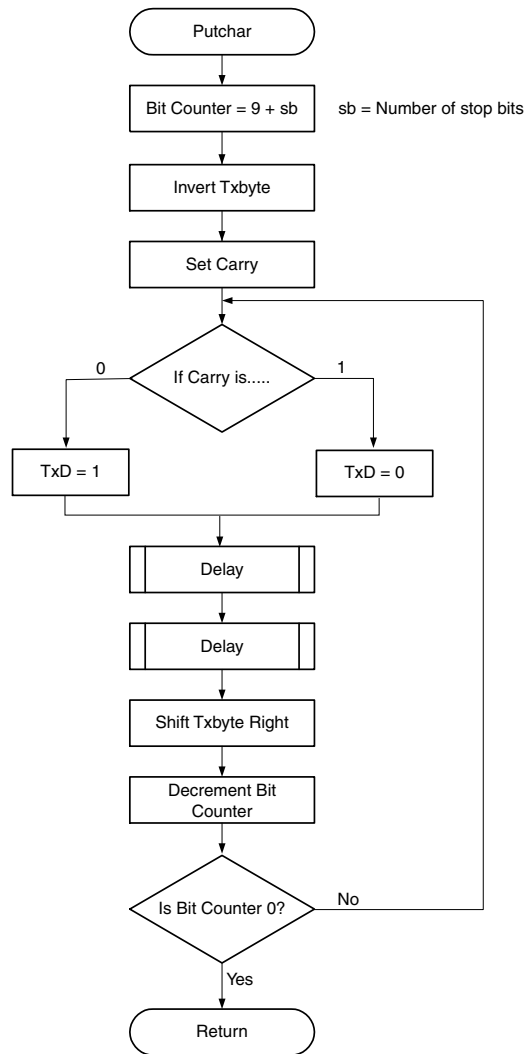 Putchar
Bit Counter = 9 + sb
sb = Number of stop bits
Invert Txbyte
Set Carry
If Carry is.....
0
1
TxD = 1
TxD = 0
Delay
Delay
Shift Txbyte Right
Decrement Bit
Counter
Is Bit Counter 0?
No
Yes
Return